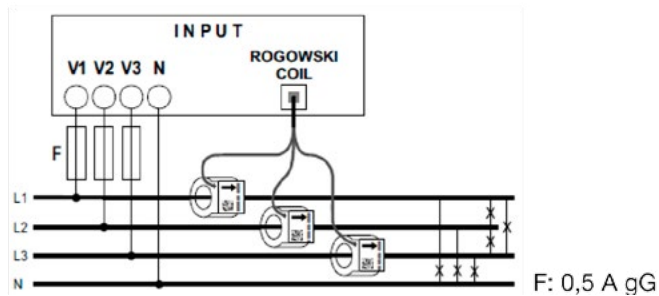 INPUT
V1 V2 V3 N
ROGOWSKI
COIL
F
L1
L2
L3
N
F: 0,5 A gG